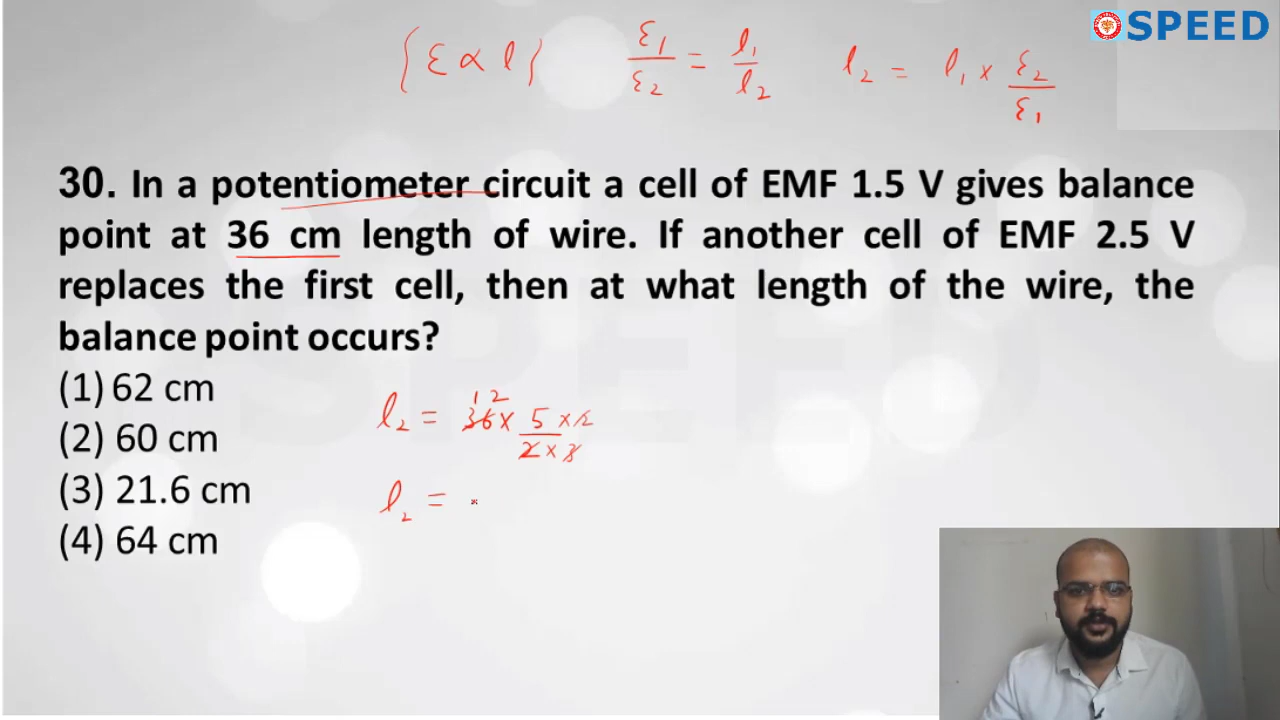 SPEED
{ε ∝ l} ε1/ε2 = l1/l2 l2 = l1 × ε2/ε1
30. In a potentiometer circuit a cell of EMF 1.5 V gives balance
point at 36 cm length of wire. If another cell of EMF 2.5 V
replaces the first cell, then at what length of the wire, the
balance point occurs?
(1) 62 cm
(2) 60 cm
(3) 21.6 cm
(4) 64 cm
12
l2 = 36 × 5 × 2
2 × 3
l2 =